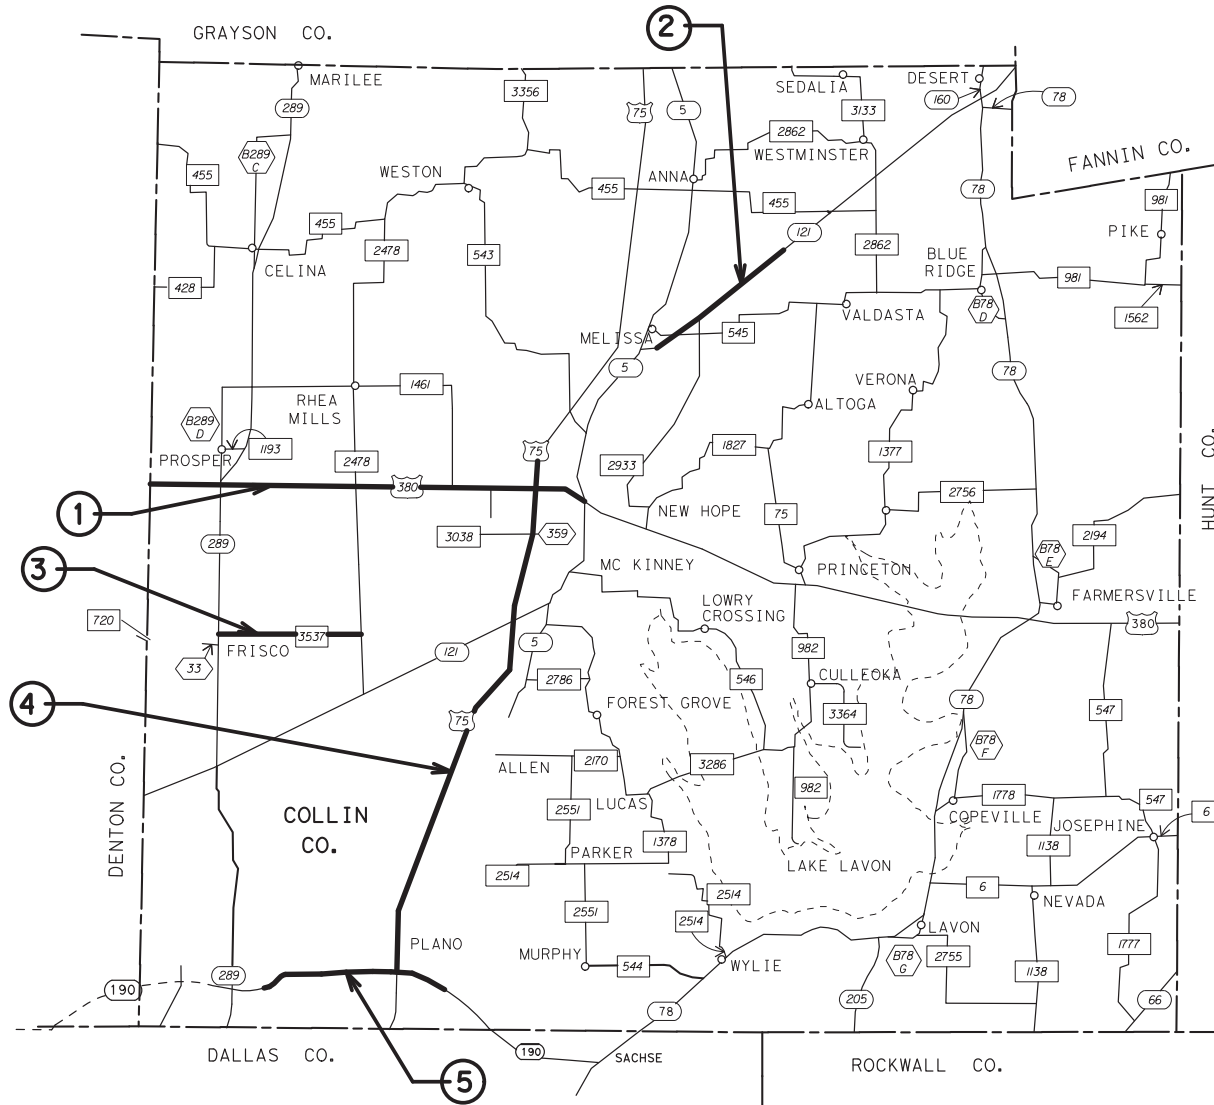 GRAYSON CO.
2
MARILEE
SEDALIA
DESERT
160
78
3356
289
75
5
3133
2862
WESTMINSTER
B289
C
FANNIN CO.
455
WESTON
ANNA
455
455
78
981
455
2478
121
2862
PIKE
543
CELINA
BLUE
RIDGE
981
428
B78
D
1562
VALDASTA
MELISSA
545
5
78
VERONA
1461
RHEA
MILLS
ALTOGA
B289
D
1193
75
1827
1377
PROSPER
2478
2933
HUNT CO.
380
2756
1
NEW HOPE
75
3038
359
2194
289
B78
E
3
MC KINNEY
PRINCETON
LOWRY
CROSSING
FARMERSVILLE
720
3537
380
FRISCO
33
121
5
982
546
CULLEOKA
2786
4
FOREST GROVE
78
547
75
3364
B78
F
ALLEN
2170
3286
982
DENTON CO.
LUCAS
1778
547
COLLIN
CO.
2551
COPEVILLE
6
JOSEPHINE
1378
1138
PARKER
LAKE LAVON
2514
6
2514
NEVADA
2551
2514
LAVON
PLANO
1777
MURPHY
544
WYLIE
B78
G
2755
289
1138
190
205
66
78
190
DALLAS CO.
SACHSE
ROCKWALL CO.
5